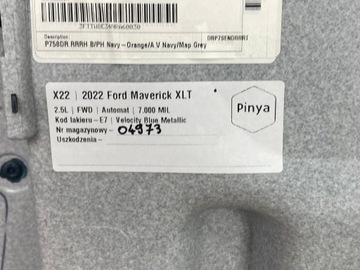 Description:
P758DR RRRH B/PH Navy-Orange/A V Navy/Map Grey
X22 | 2022 Ford Maverick XLT
2.5L | FWD | Automat | 7.000 MIL
Kod lakieru - E7 | Velocity Blue Metallic
Nr magazynowy - 04973
Uszkodzenia -
Pinya